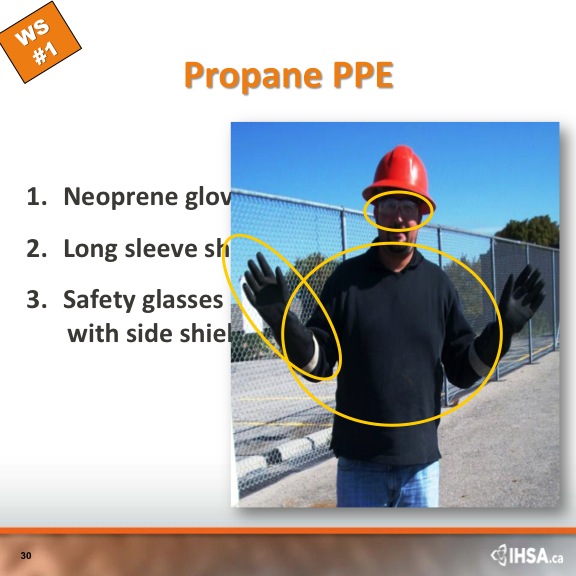 WS
#1
Propane PPE
1. Neoprene glov
2. Long sleeve sh
3. Safety glasses
with side shiel
30
IHSA.ca